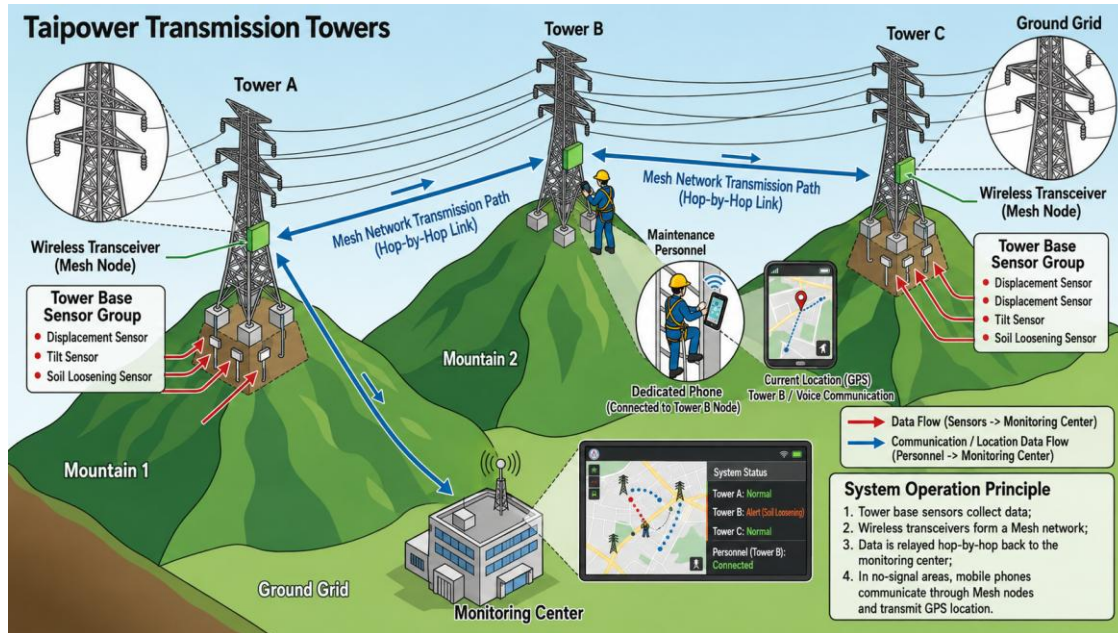 Taipower Transmission Towers
Tower A
Tower B
Tower C
Ground Grid
Mesh Network Transmission Path
(Hop-by-Hop Link)
Mesh Network Transmission Path
(Hop-by-Hop Link)
Wireless Transceiver
(Mesh Node)
Wireless Transceiver
(Mesh Node)
Tower Base
Sensor Group
Displacement Sensor
Tilt Sensor
Soil Loosening Sensor
Maintenance
Personnel
Tower Base
Sensor Group
Displacement Sensor
Displacement Sensor
Tilt Sensor
Soil Loosening Sensor
Mountain 1
Mountain 2
Dedicated Phone
(Connected to Tower B Node)
Current Location (GPS)
Tower B / Voice Communication
Data Flow (Sensors -> Monitoring Center)
Communication / Location Data Flow
(Personnel -> Monitoring Center)
System Status
Tower A: Normal
Tower B: Alert (Soil Loosening)
Tower C: Normal
Personnel (Tower B):
Connected
System Operation Principle
1. Tower base sensors collect data;
2. Wireless transceivers form a Mesh network;
3. Data is relayed hop-by-hop back to the
monitoring center;
4. In no-signal areas, mobile phones
communicate through Mesh nodes
and transmit GPS location.
Ground Grid
Monitoring Center